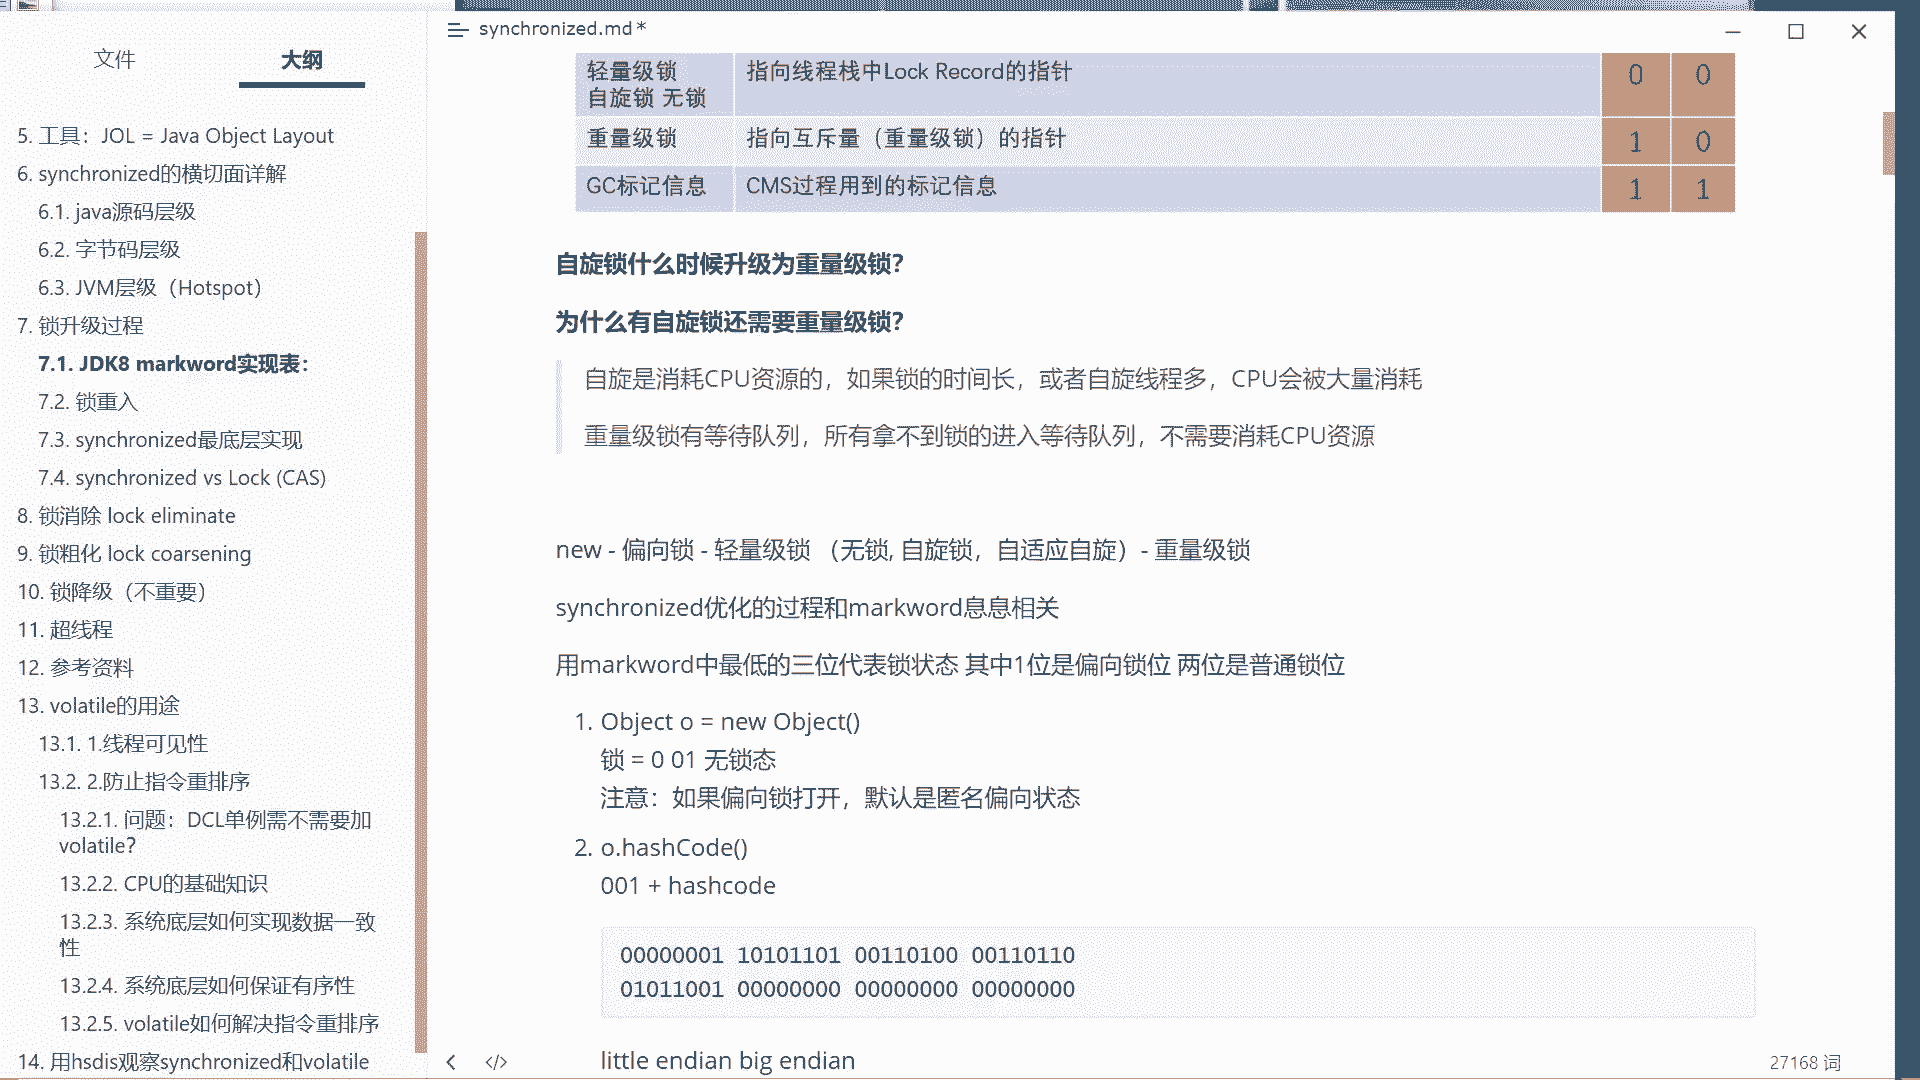 文件
大纲
5. 工具：JOL = Java Object Layout
6. synchronized的横切面详解
6.1. java源码层级
6.2. 字节码层级
6.3. JVM层级（Hotspot）
7. 锁升级过程
7.1. JDK8 markword实现表：
7.2. 锁重入
7.3. synchronized最底层实现
7.4. synchronized vs Lock (CAS)
8. 锁消除 lock eliminate
9. 锁粗化 lock coarsening
10. 锁降级（不重要）
11. 超线程
12. 参考资料
13. volatile的用途
13.1. 1.线程可见性
13.2. 2.防止指令重排序
13.2.1. 问题：DCL单例需不需要加
volatile?
13.2.2. CPU的基础知识
13.2.3. 系统底层如何实现数据一致
性
13.2.4. 系统底层如何保证有序性
13.2.5. volatile如何解决指令重排序
14. 用hsdis观察synchronized和volatile
synchronized.md*
轻量级锁
自旋锁 无锁
指向线程栈中Lock Record的指针
0 0
重量级锁
指向互斥量（重量级锁）的指针
1 0
GC标记信息
CMS过程用到的标记信息
1 1
自旋锁什么时候升级为重量级锁？
为什么有自旋锁还需要重量级锁？
自旋是消耗CPU资源的，如果锁的时间长，或者自旋线程多，CPU会被大量消耗
重量级锁有等待队列，所有拿不到锁的进入等待队列，不需要消耗CPU资源
new - 偏向锁 - 轻量级锁 （无锁, 自旋锁，自适应自旋）- 重量级锁
synchronized优化的过程和markword息息相关
用markword中最低的三位代表锁状态 其中1位是偏向锁位 两位是普通锁位
1. Object o = new Object()
锁 = 0 01 无锁态
注意：如果偏向锁打开，默认是匿名偏向状态
2. o.hashCode()
001 + hashcode
00000001 10101101 00110100 00110110
01011001 00000000 00000000 00000000
little endian big endian
</>
27168 词